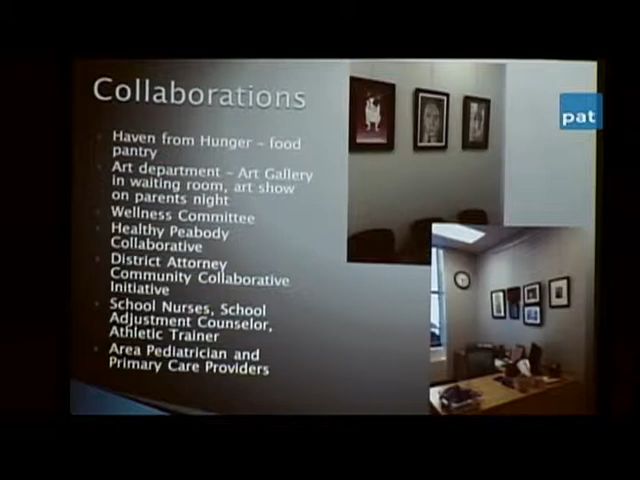 Collaborations
pat
Haven from Hunger – food
pantry
Art department – Art Gallery
in waiting room, art show
on parents night
Wellness Committee
Healthy Peabody
Collaborative
District Attorney
Community Collaborative
Initiative
School Nurses, School
Adjustment Counselor,
Athletic Trainer
Area Pediatrician and
Primary Care Providers